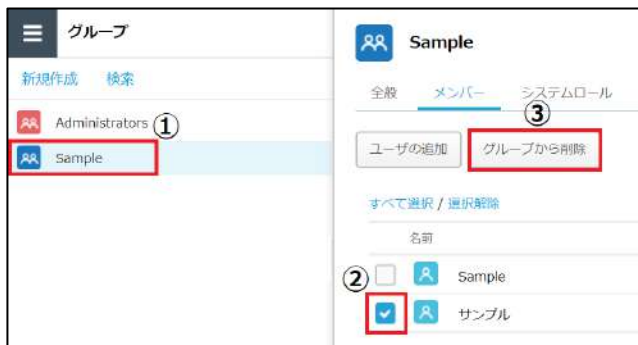 グループ
新規作成 検索
Administrators ①
Sample
Sample
全般 メンバー システムロール
③
ユーザの追加 グループから削除
すべて選択 / 選択解除
名前
② Sample
サンプル